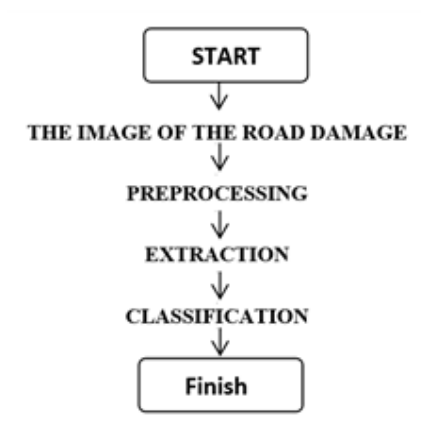 START
THE IMAGE OF THE ROAD DAMAGE
PREPROCESSING
EXTRACTION
CLASSIFICATION
Finish